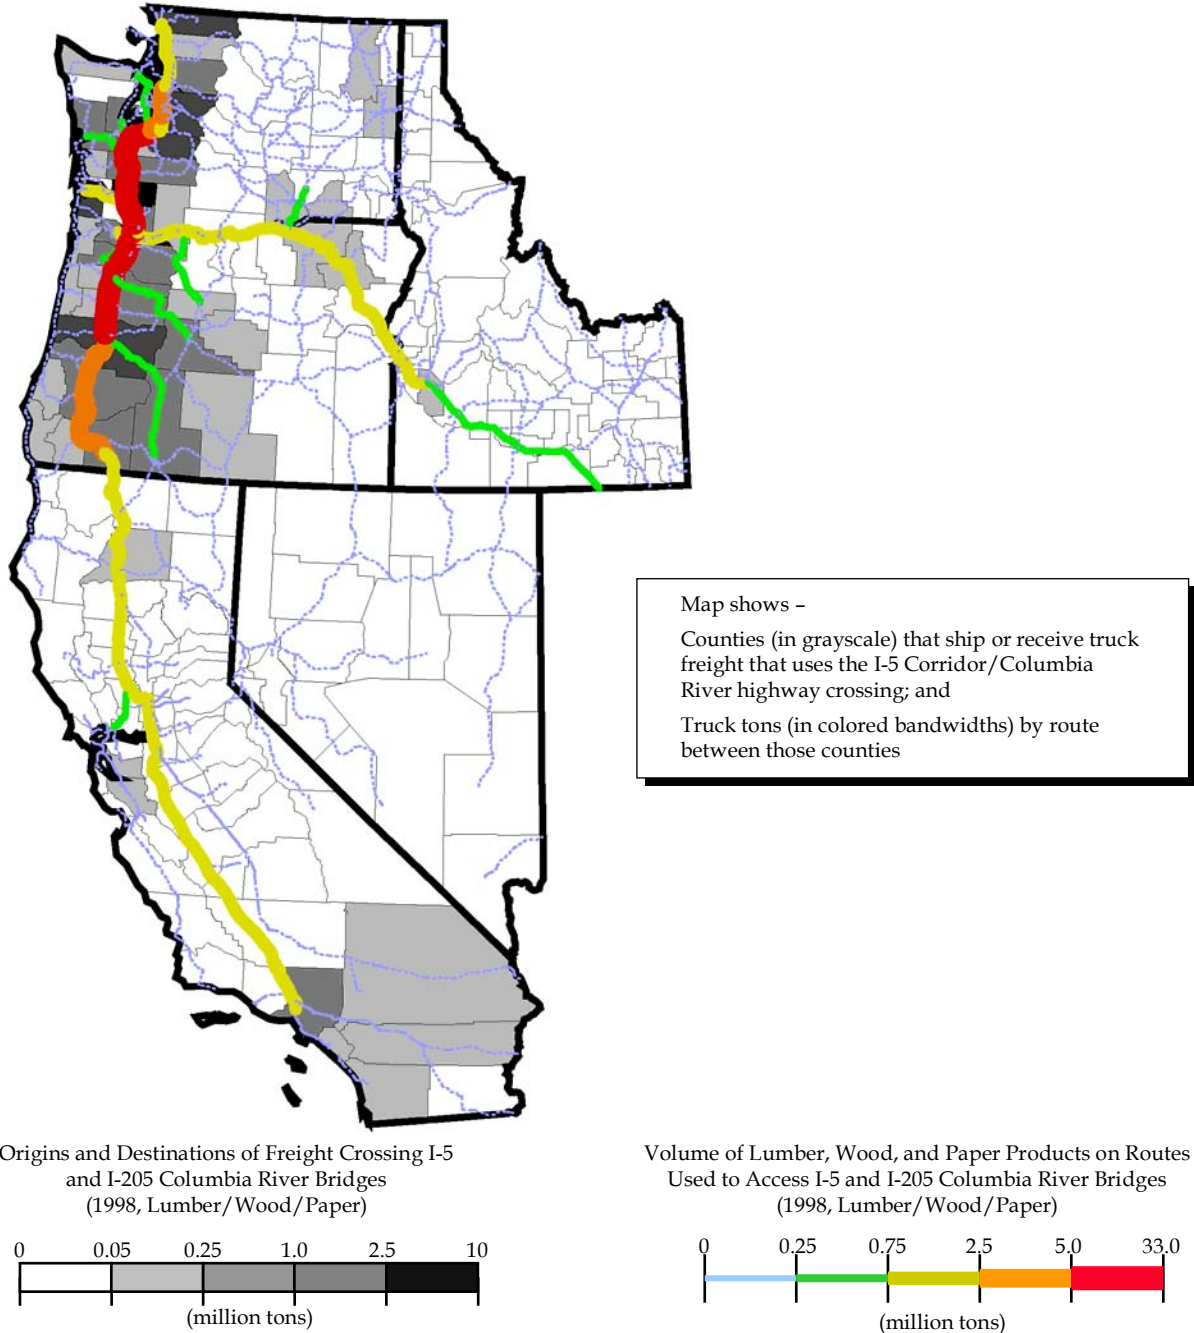 Map shows –
Counties (in grayscale) that ship or receive truck
freight that uses the I-5 Corridor/Columbia
River highway crossing; and
Truck tons (in colored bandwidths) by route
between those counties
Origins and Destinations of Freight Crossing I-5
and I-205 Columbia River Bridges
(1998, Lumber/Wood/Paper)
0 0.05 0.25 1.0 2.5 10
(million tons)
Volume of Lumber, Wood, and Paper Products on Routes
Used to Access I-5 and I-205 Columbia River Bridges
(1998, Lumber/Wood/Paper)
0 0.25 0.75 2.5 5.0 33.0
(million tons)